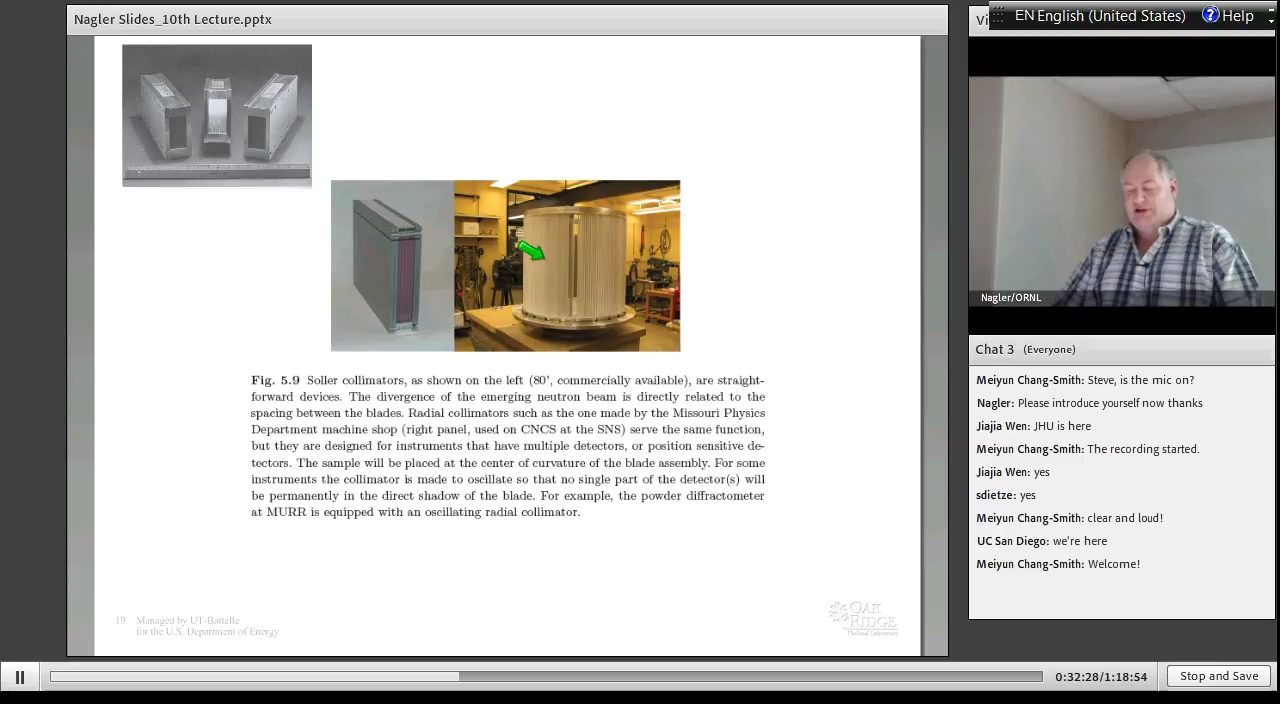 Nagler Slides_10th Lecture.pptx
EN English (United States)
Help
Vi
Nagler/ORNL
Chat 3 (Everyone)
Meiyun Chang-Smith: Steve, is the mic on?
Nagler: Please introduce yourself now thanks
Jiajia Wen: JHU is here
Meiyun Chang-Smith: The recording started.
Jiajia Wen: yes
sdietze: yes
Meiyun Chang-Smith: clear and loud!
UC San Diego: we're here
Meiyun Chang-Smith: Welcome!
Fig. 5.9 Soller collimators, as shown on the left (80', commercially available), are straight-
forward devices. The divergence of the emerging neutron beam is directly related to the
spacing between the blades. Radial collimators such as the one made by the Missouri Physics
Department machine shop (right panel, used on CNCS at the SNS) serve the same function,
but they are designed for instruments that have multiple detectors, or position sensitive de-
tectors. The sample will be placed at the center of curvature of the blade assembly. For some
instruments the collimator is made to oscillate so that no single part of the detector(s) will
be permanently in the direct shadow of the blade. For example, the powder diffractometer
at MURR is equipped with an oscillating radial collimator.
19 Managed by UT-Battelle
for the U.S. Department of Energy
OAK
RIDGE
National Laboratory
0:32:28/1:18:54
Stop and Save